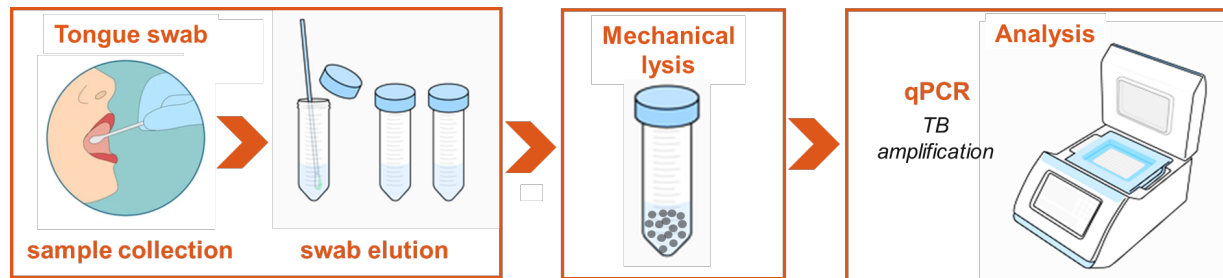 Tongue swab
sample collection
swab elution
Mechanical
lysis
Analysis
qPCR
TB
amplification